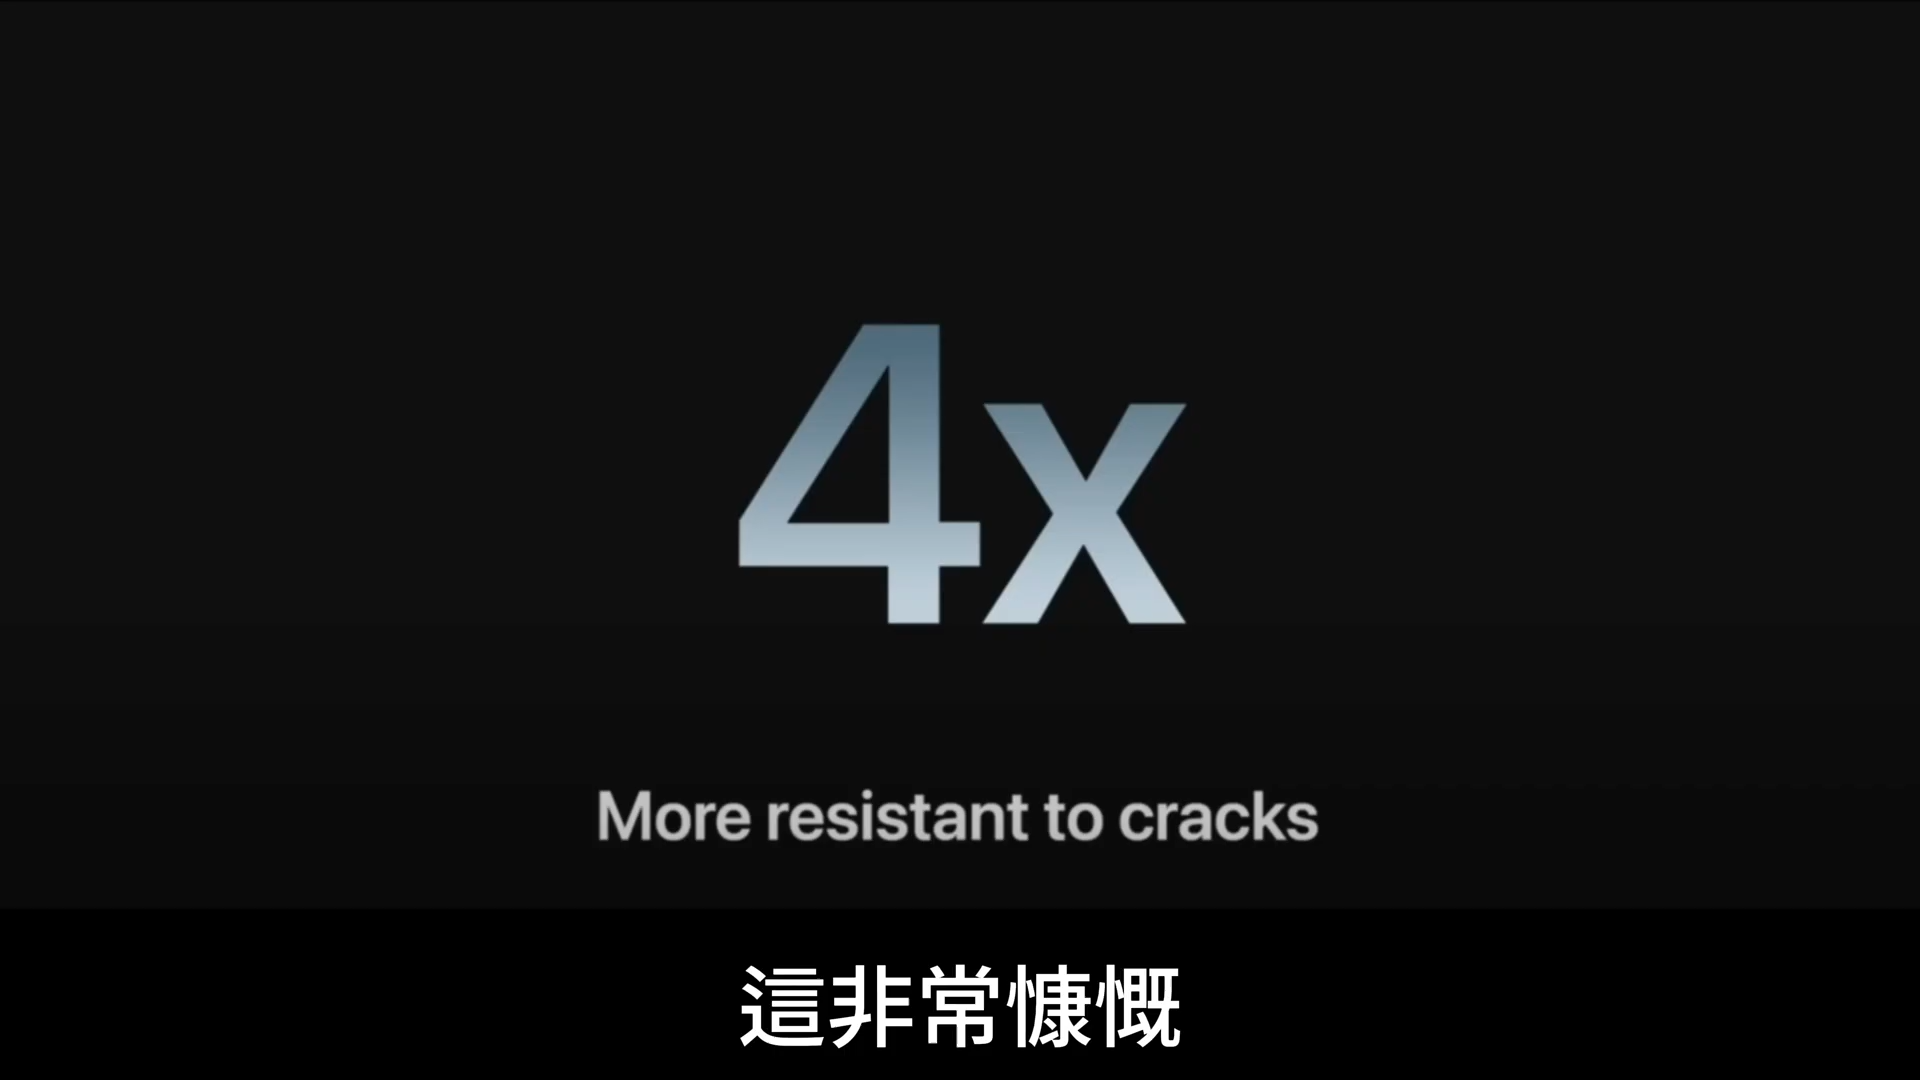 4x
More resistant to cracks
這非常慷慨